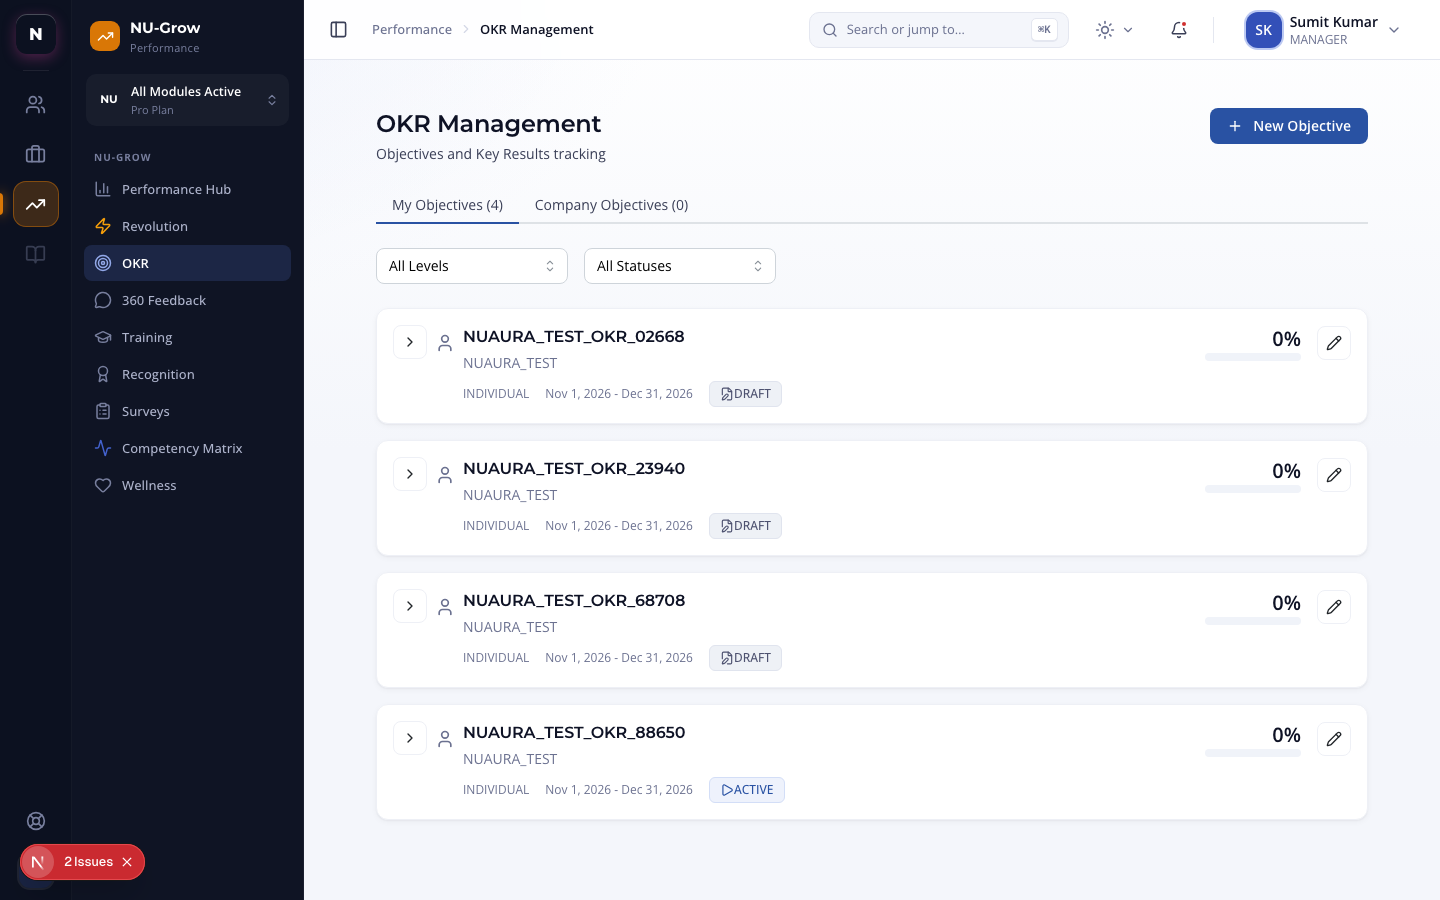 N
NU-Grow
Performance
NU
All Modules Active
Pro Plan
NU-GROW
Performance Hub
Revolution
OKR
360 Feedback
Training
Recognition
Surveys
Competency Matrix
Wellness
N
2 Issues
Performance
OKR Management
Search or jump to...
⌘K
SK
Sumit Kumar
MANAGER
OKR Management
Objectives and Key Results tracking
New Objective
My Objectives (4)
Company Objectives (0)
All Levels
All Statuses
NUAURA_TEST_OKR_02668
0%
NUAURA_TEST
INDIVIDUAL Nov 1, 2026 - Dec 31, 2026 DRAFT
NUAURA_TEST_OKR_23940
0%
NUAURA_TEST
INDIVIDUAL Nov 1, 2026 - Dec 31, 2026 DRAFT
NUAURA_TEST_OKR_68708
0%
NUAURA_TEST
INDIVIDUAL Nov 1, 2026 - Dec 31, 2026 DRAFT
NUAURA_TEST_OKR_88650
0%
NUAURA_TEST
INDIVIDUAL Nov 1, 2026 - Dec 31, 2026 ACTIVE